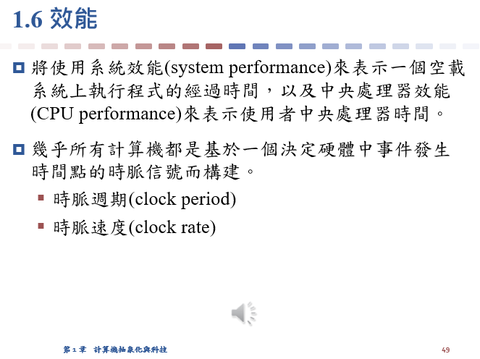 1.6 效能
將使用系統效能(system performance)來表示一個空載
系統上執行程式的經過時間，以及中央處理器效能
(CPU performance)來表示使用者中央處理器時間。
幾乎所有計算機都是基於一個決定硬體中事件發生
時間點的時脈信號而構建。
時脈週期(clock period)
時脈速度(clock rate)
第 1 章 計算機抽象化與科技
49